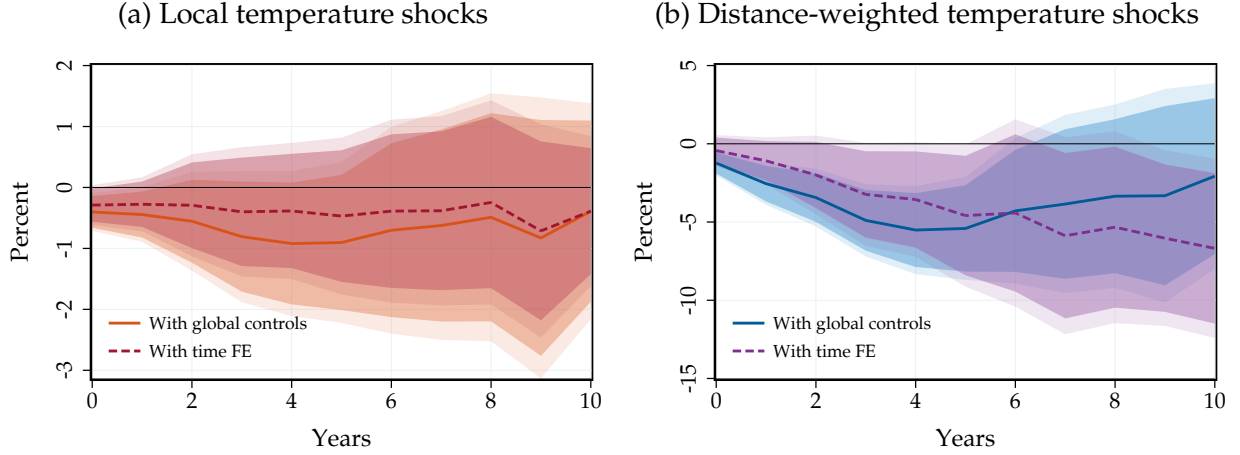 (a) Local temperature shocks
2
1
0
-1
-2
-3
Percent
With global controls
With time FE
0 2 4 6 8 10
Years
(b) Distance-weighted temperature shocks
5
0
-5
-10
-15
Percent
With global controls
With time FE
0 2 4 6 8 10
Years